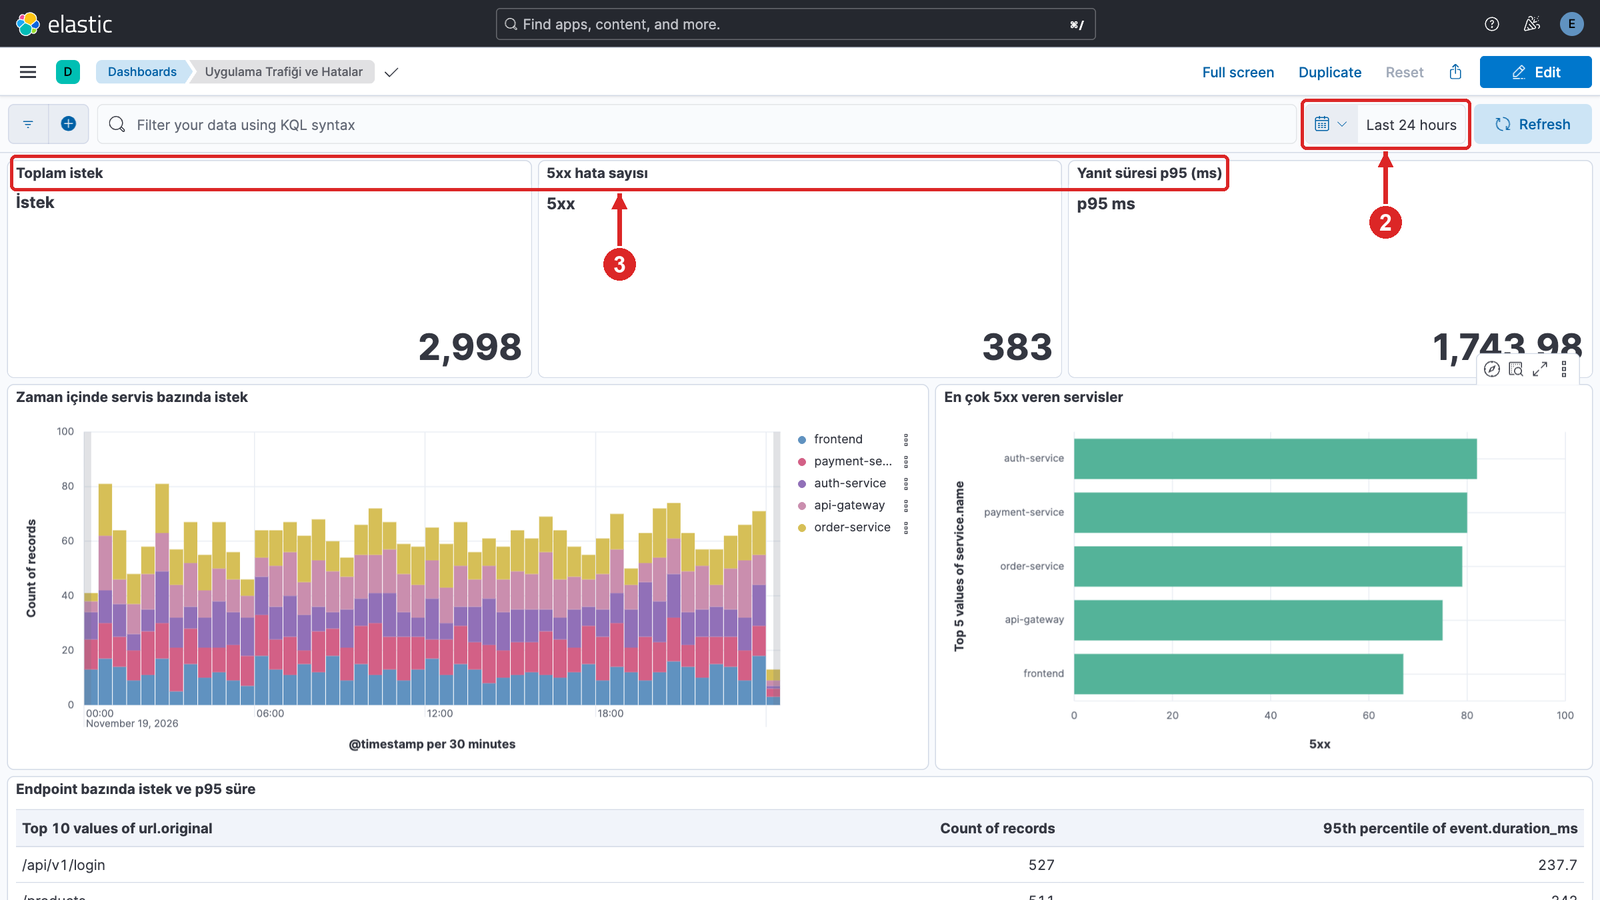 elastic
Find apps, content, and more.
⌘/
E
D
Dashboards
Uygulama Trafiği ve Hatalar
Full screen
Duplicate
Reset
Edit
Filter your data using KQL syntax
Last 24 hours
Refresh
2
Toplam istek
İstek
2,998
5xx hata sayısı
5xx
3
383
Yanıt süresi p95 (ms)
p95 ms
1,743.98
Zaman içinde servis bazında istek
100
80
60
40
20
0
Count of records
00:00
06:00
12:00
18:00
November 19, 2026
@timestamp per 30 minutes
frontend
payment-se...
auth-service
api-gateway
order-service
En çok 5xx veren servisler
Top 5 values of service.name
auth-service
payment-service
order-service
api-gateway
frontend
0
20
40
60
80
100
5xx
Endpoint bazında istek ve p95 süre
Top 10 values of url.original
Count of records
95th percentile of event.duration_ms
/api/v1/login
527
237.7
/products
511